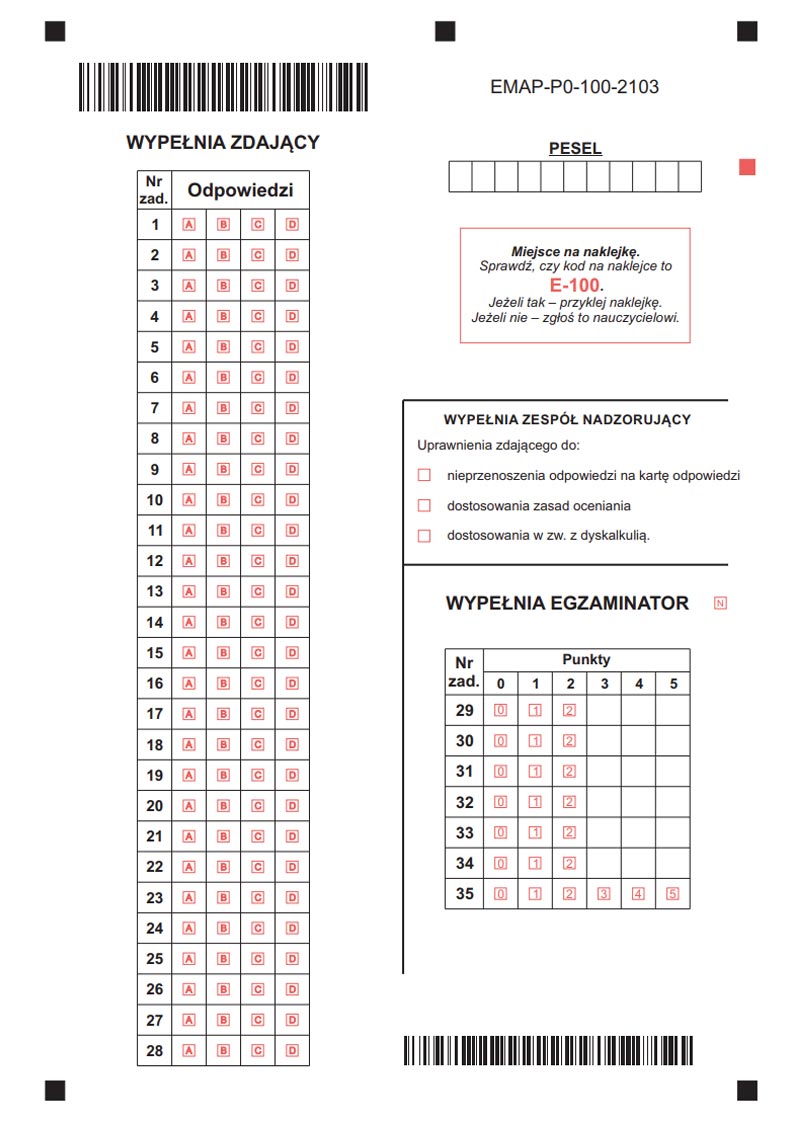 EMAP-P0-100-2103
WYPEŁNIA ZDAJĄCY
Nr zad. Odpowiedzi
1 A B C D
2 A B C D
3 A B C D
4 A B C D
5 A B C D
6 A B C D
7 A B C D
8 A B C D
9 A B C D
10 A B C D
11 A B C D
12 A B C D
13 A B C D
14 A B C D
15 A B C D
16 A B C D
17 A B C D
18 A B C D
19 A B C D
20 A B C D
21 A B C D
22 A B C D
23 A B C D
24 A B C D
25 A B C D
26 A B C D
27 A B C D
28 A B C D
PESEL
Miejsce na naklejkę.
Sprawdź, czy kod na naklejce to
E-100.
Jeżeli tak – przyklej naklejkę.
Jeżeli nie – zgłoś to nauczycielowi.
WYPEŁNIA ZESPÓŁ NADZORUJĄCY
Uprawnienia zdającego do:
nieprzenoszenia odpowiedzi na kartę odpowiedzi
dostosowania zasad oceniania
dostosowania w zw. z dyskalkulią.
WYPEŁNIA EGZAMINATOR N
Nr zad. Punkty
0 1 2 3 4 5
29 0 1 2
30 0 1 2
31 0 1 2
32 0 1 2
33 0 1 2
34 0 1 2
35 0 1 2 3 4 5